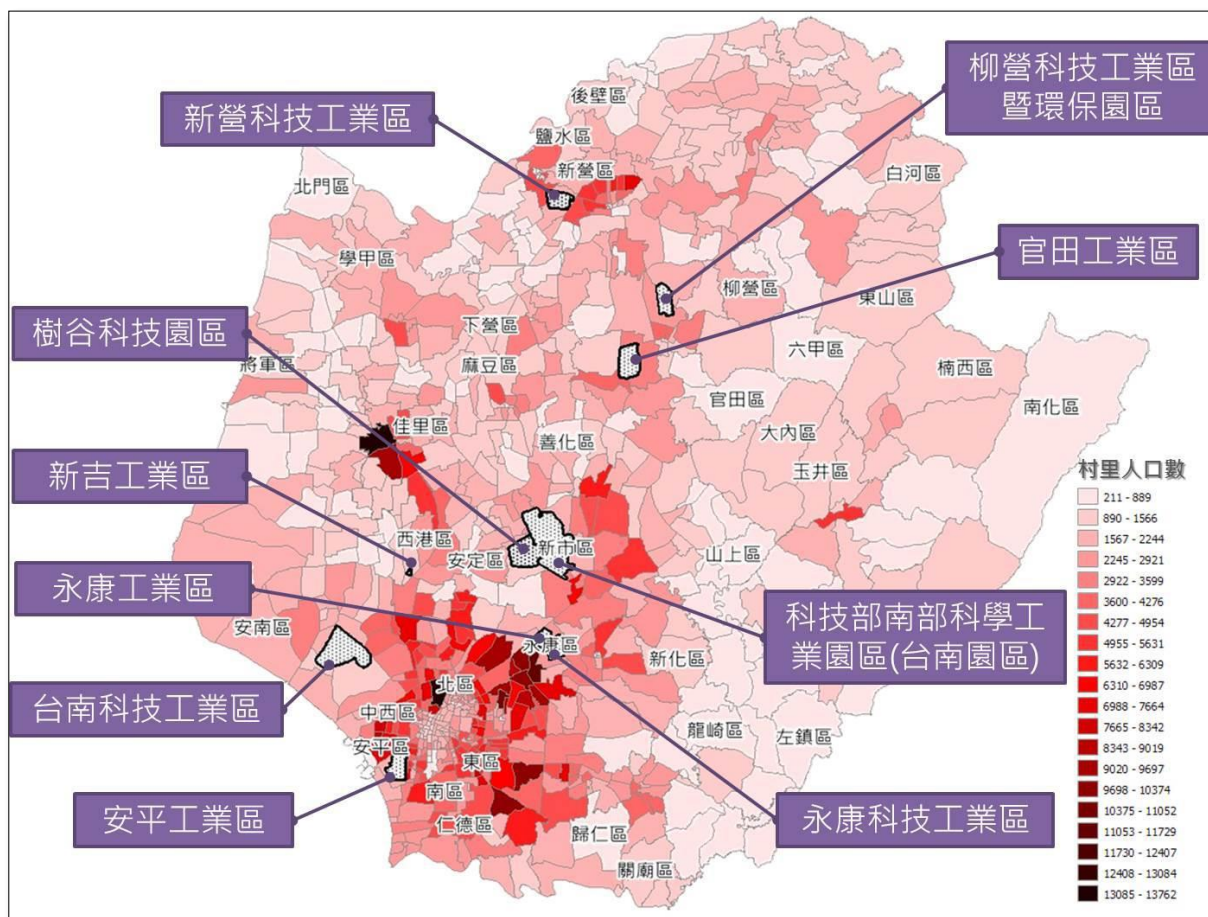 柳營科技工業區
暨環保園區
新營科技工業區
官田工業區
樹谷科技園區
新吉工業區
永康工業區
科技部南部科學工
業園區(台南園區)
台南科技工業區
安平工業區
永康科技工業區
後壁區
鹽水區
新營區
白河區
北門區
學甲區
柳營區
東山區
下營區
六甲區
將軍區
麻豆區
楠西區
官田區
南化區
佳里區
大內區
善化區
玉井區
西港區
安定區
新市區
山上區
安南區
永康區
新化區
北區
中西區
龍崎區
左鎮區
安平區
東區
南區
仁德區
歸仁區
關廟區
村里人口數
211 - 889
890 - 1566
1567 - 2244
2245 - 2921
2922 - 3599
3600 - 4276
4277 - 4954
4955 - 5631
5632 - 6309
6310 - 6987
6988 - 7664
7665 - 8342
8343 - 9019
9020 - 9697
9698 - 10374
10375 - 11052
11053 - 11729
11730 - 12407
12408 - 13084
13085 - 13762